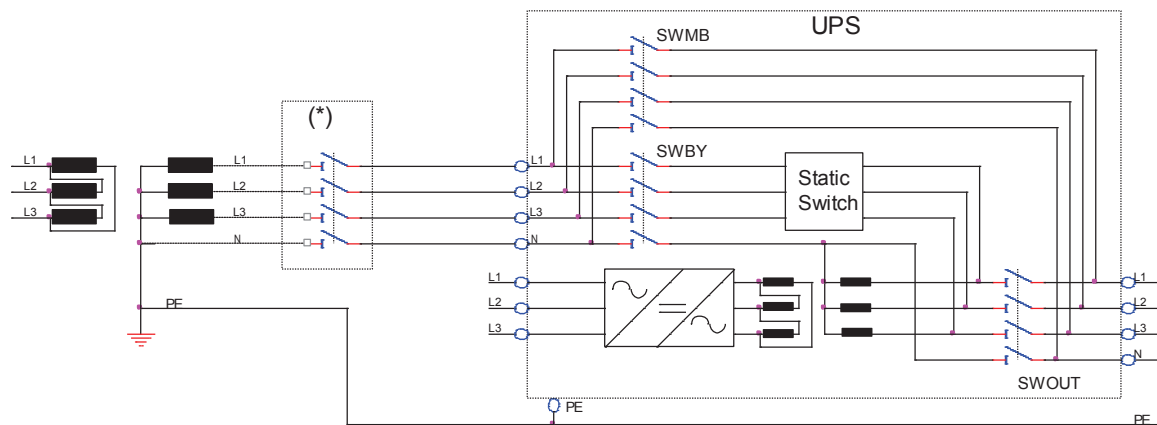 UPS
SWMB
(*)
SWBY
L1
L1
L1
L2
L2
L2
L3
L3
L3
N
N
Static
Switch
L1
L1
L2
L2
L3
L3
N
PE
SWOUT
PE
PE